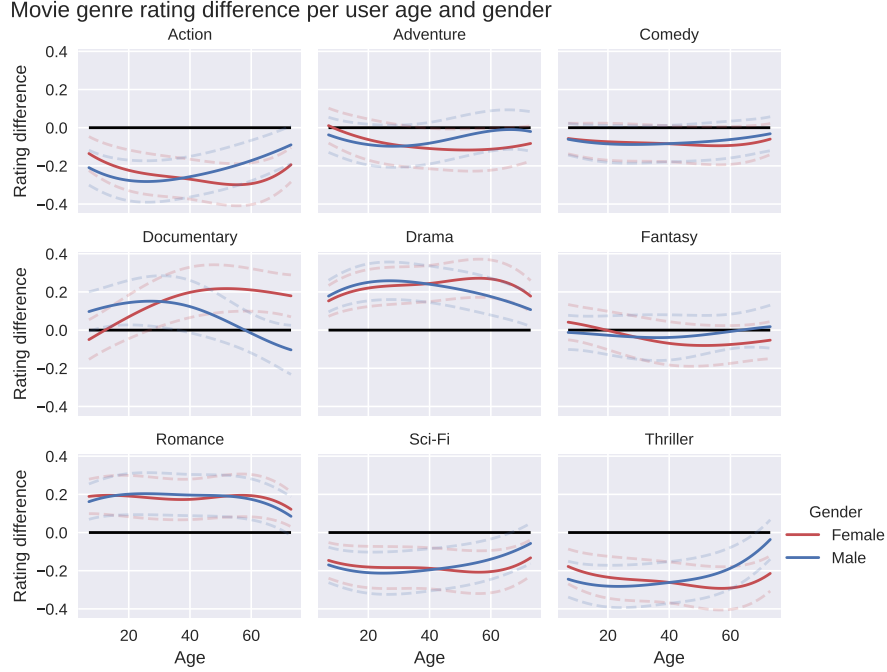 Movie genre rating difference per user age and gender
Action Adventure Comedy
0.4
0.2
0.0
−0.2
−0.4
Rating difference
Documentary Drama Fantasy
0.4
0.2
0.0
−0.2
−0.4
Rating difference
Romance Sci-Fi Thriller
0.4
0.2
0.0
−0.2
−0.4
Rating difference
20 40 60 20 40 60 20 40 60
Age Age Age
Gender
Female
Male